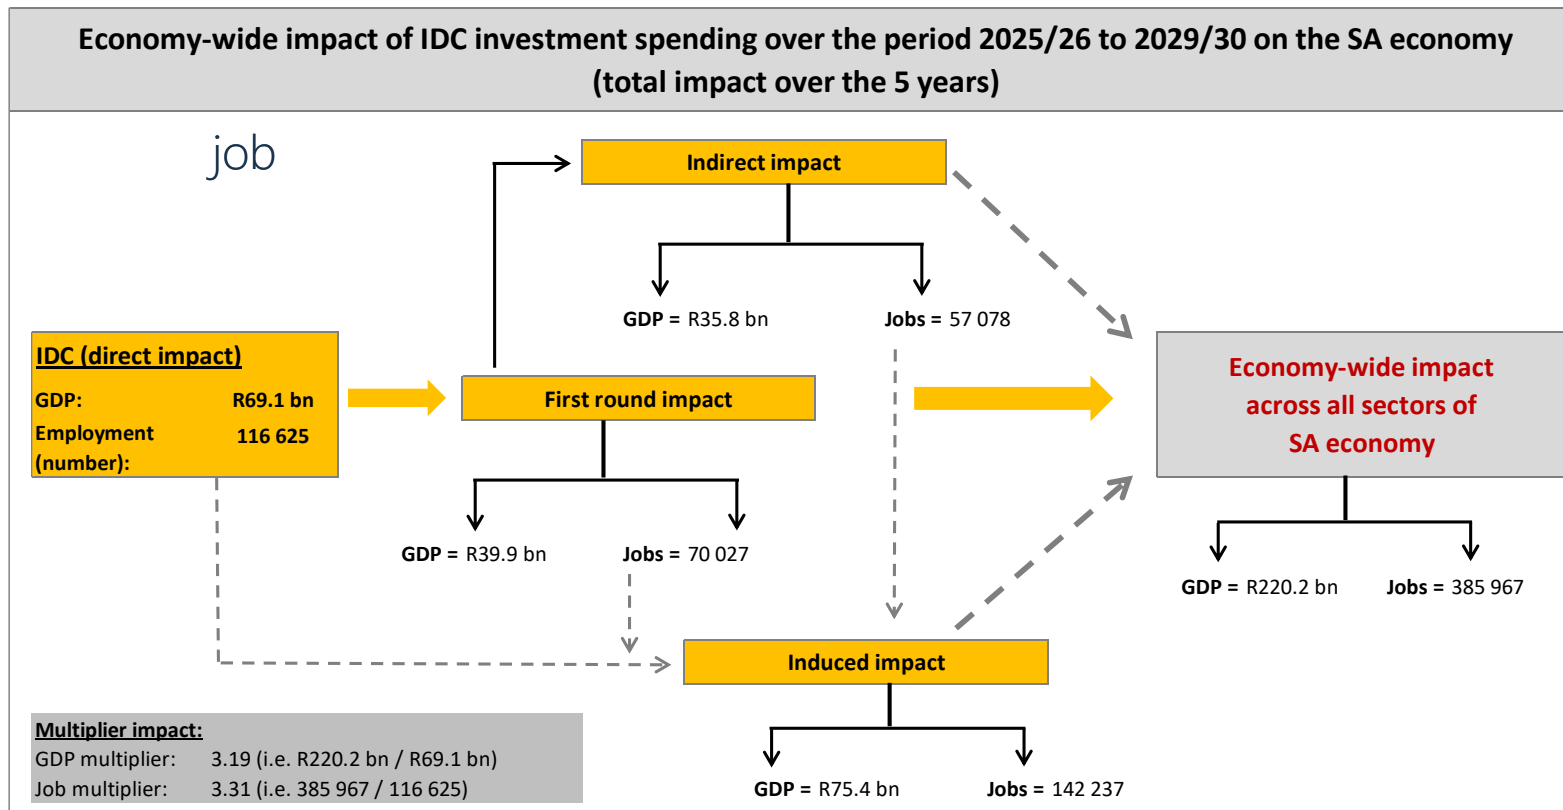 Economy-wide impact of IDC investment spending over the period 2025/26 to 2029/30 on the SA economy
(total impact over the 5 years)
job
Indirect impact
GDP = R35.8 bn
Jobs = 57 078
IDC (direct impact)
GDP: R69.1 bn
Employment 116 625
(number):
First round impact
GDP = R39.9 bn
Jobs = 70 027
Economy-wide impact
across all sectors of
SA economy
GDP = R220.2 bn
Jobs = 385 967
Induced impact
GDP = R75.4 bn
Jobs = 142 237
Multiplier impact:
GDP multiplier: 3.19 (i.e. R220.2 bn / R69.1 bn)
Job multiplier: 3.31 (i.e. 385 967 / 116 625)